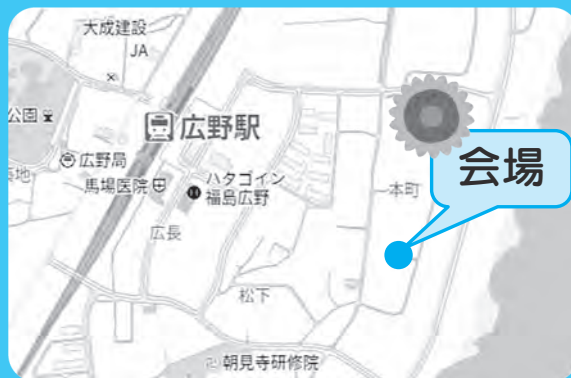 大成建設
JA
公園
広野駅
広野局
馬場医院
ハタゴイン
福島広野
会場
本町
広長
松下
朝見寺研修院